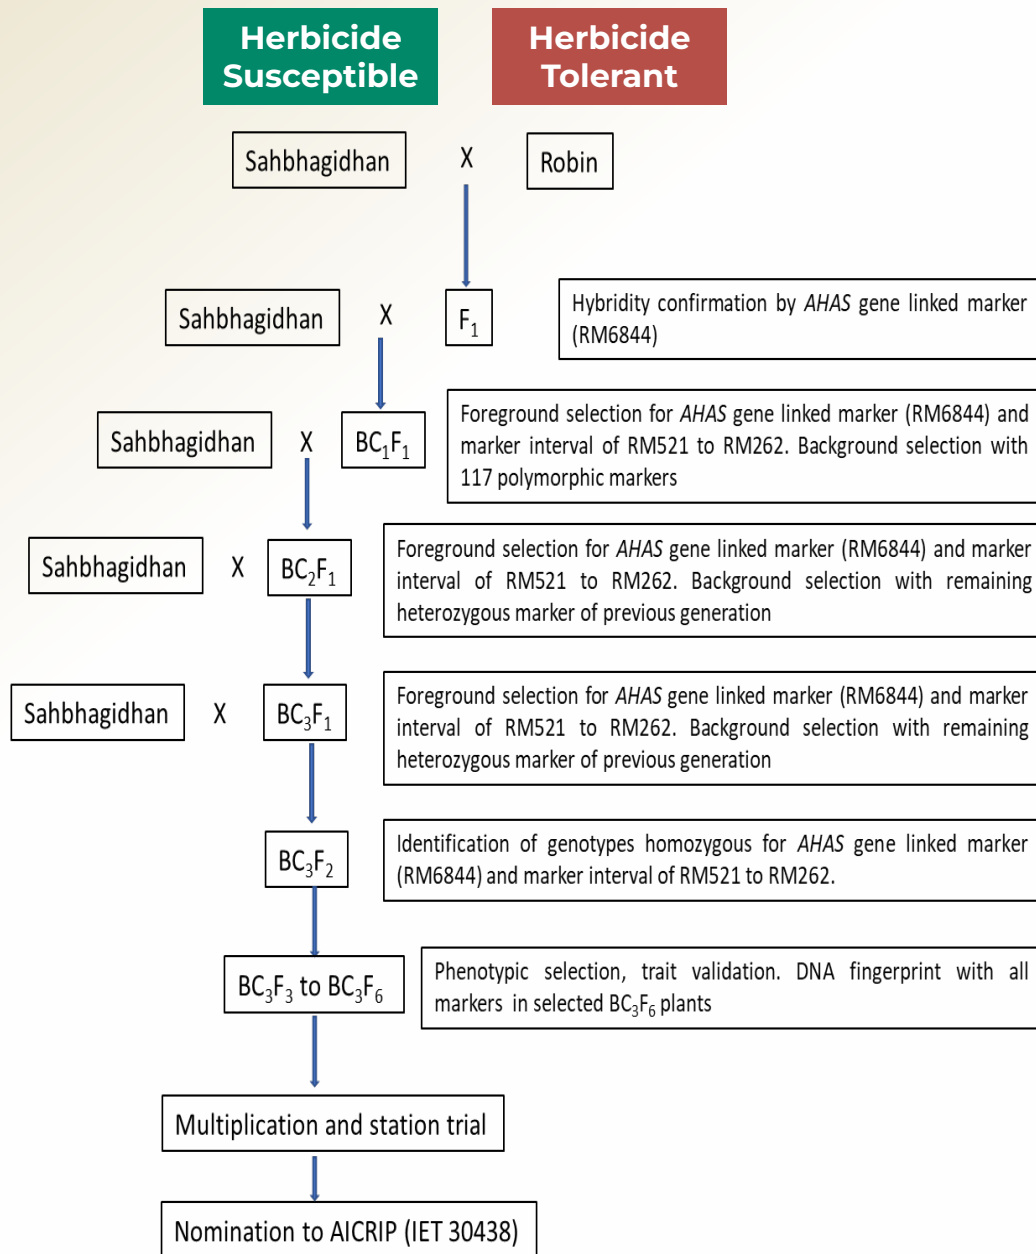 Herbicide
Susceptible
Herbicide
Tolerant
Sahbhagidhan
X
Robin
Sahbhagidhan
X
F₁
Hybridity confirmation by AHAS gene linked marker
(RM6844)
Sahbhagidhan
X
BC₁F₁
Foreground selection for AHAS gene linked marker (RM6844) and
marker interval of RM521 to RM262. Background selection with
117 polymorphic markers
Sahbhagidhan
X
BC₂F₁
Foreground selection for AHAS gene linked marker (RM6844) and marker
interval of RM521 to RM262. Background selection with remaining
heterozygous marker of previous generation
Sahbhagidhan
X
BC₃F₁
Foreground selection for AHAS gene linked marker (RM6844) and marker
interval of RM521 to RM262. Background selection with remaining
heterozygous marker of previous generation
BC₃F₂
Identification of genotypes homozygous for AHAS gene linked marker
(RM6844) and marker interval of RM521 to RM262.
BC₃F₃ to BC₃F₆
Phenotypic selection, trait validation. DNA fingerprint with all
markers in selected BC₃F₆ plants
Multiplication and station trial
Nomination to AICRIP (IET 30438)